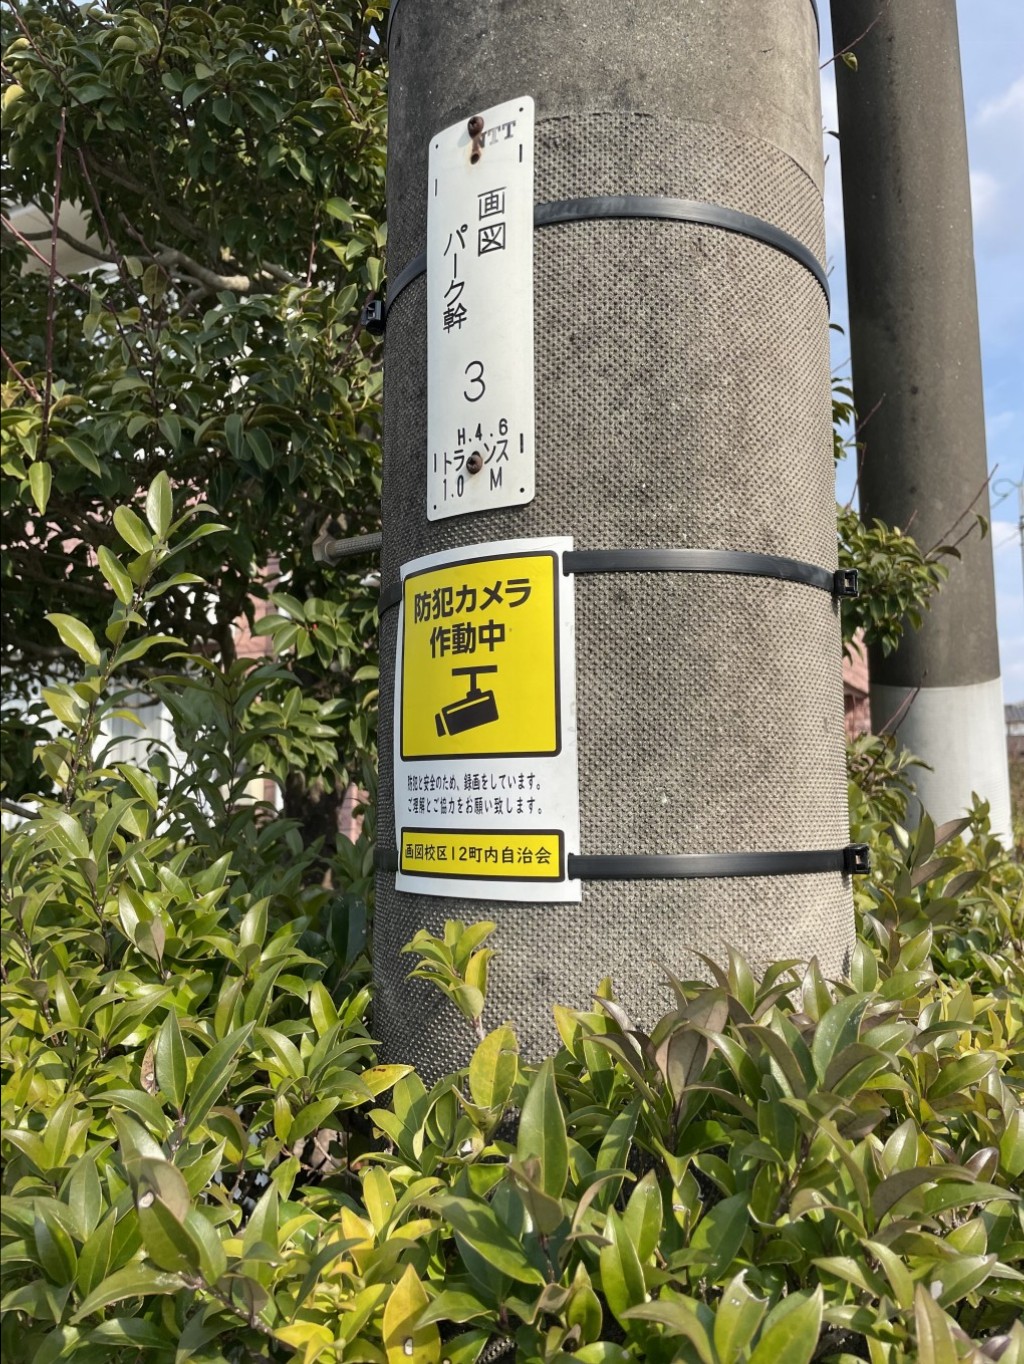 NTT
画図
パーク幹
3
H.4.6
トランス
1.0 M
防犯カメラ
作動中
防犯と安全のため、録画をしています。
ご理解とご協力をお願い致します。
画図校区12町内自治会